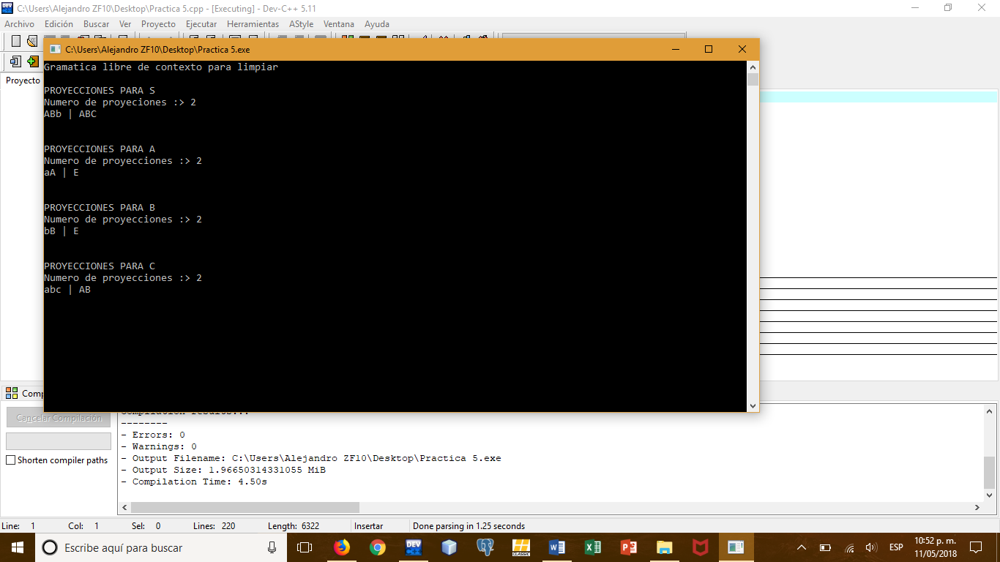 C:\Users\Alejandro ZF10\Desktop\Practica 5.cpp - [Executing] - Dev-C++ 5.11
Archivo Edición Buscar Ver Proyecto Ejecutar Herramientas AStyle Ventana Ayuda
C:\Users\Alejandro ZF10\Desktop\Practica 5.exe
Proyecto
Gramatica libre de contexto para limpiar
PROYECCIONES PARA S
Numero de proyeciones :> 2
ABb | ABC
PROYECCIONES PARA A
Numero de proyecciones :> 2
aA | E
PROYECCIONES PARA B
Numero de proyecciones :> 2
bB | E
PROYECCIONES PARA C
Numero de proyecciones :> 2
abc | AB
Comp
Cancelar Compilación
Shorten compiler paths
Compilation results...
--------
- Errors: 0
- Warnings: 0
- Output Filename: C:\Users\Alejandro ZF10\Desktop\Practica 5.exe
- Output Size: 1.96650314331055 MiB
- Compilation Time: 4.50s
Line: 1 Col: 1 Sel: 0 Lines: 220 Length: 6322 Insertar Done parsing in 1.25 seconds
Escribe aquí para buscar
DEV
CLASSIC
ESP
10:52 p. m.
11/05/2018